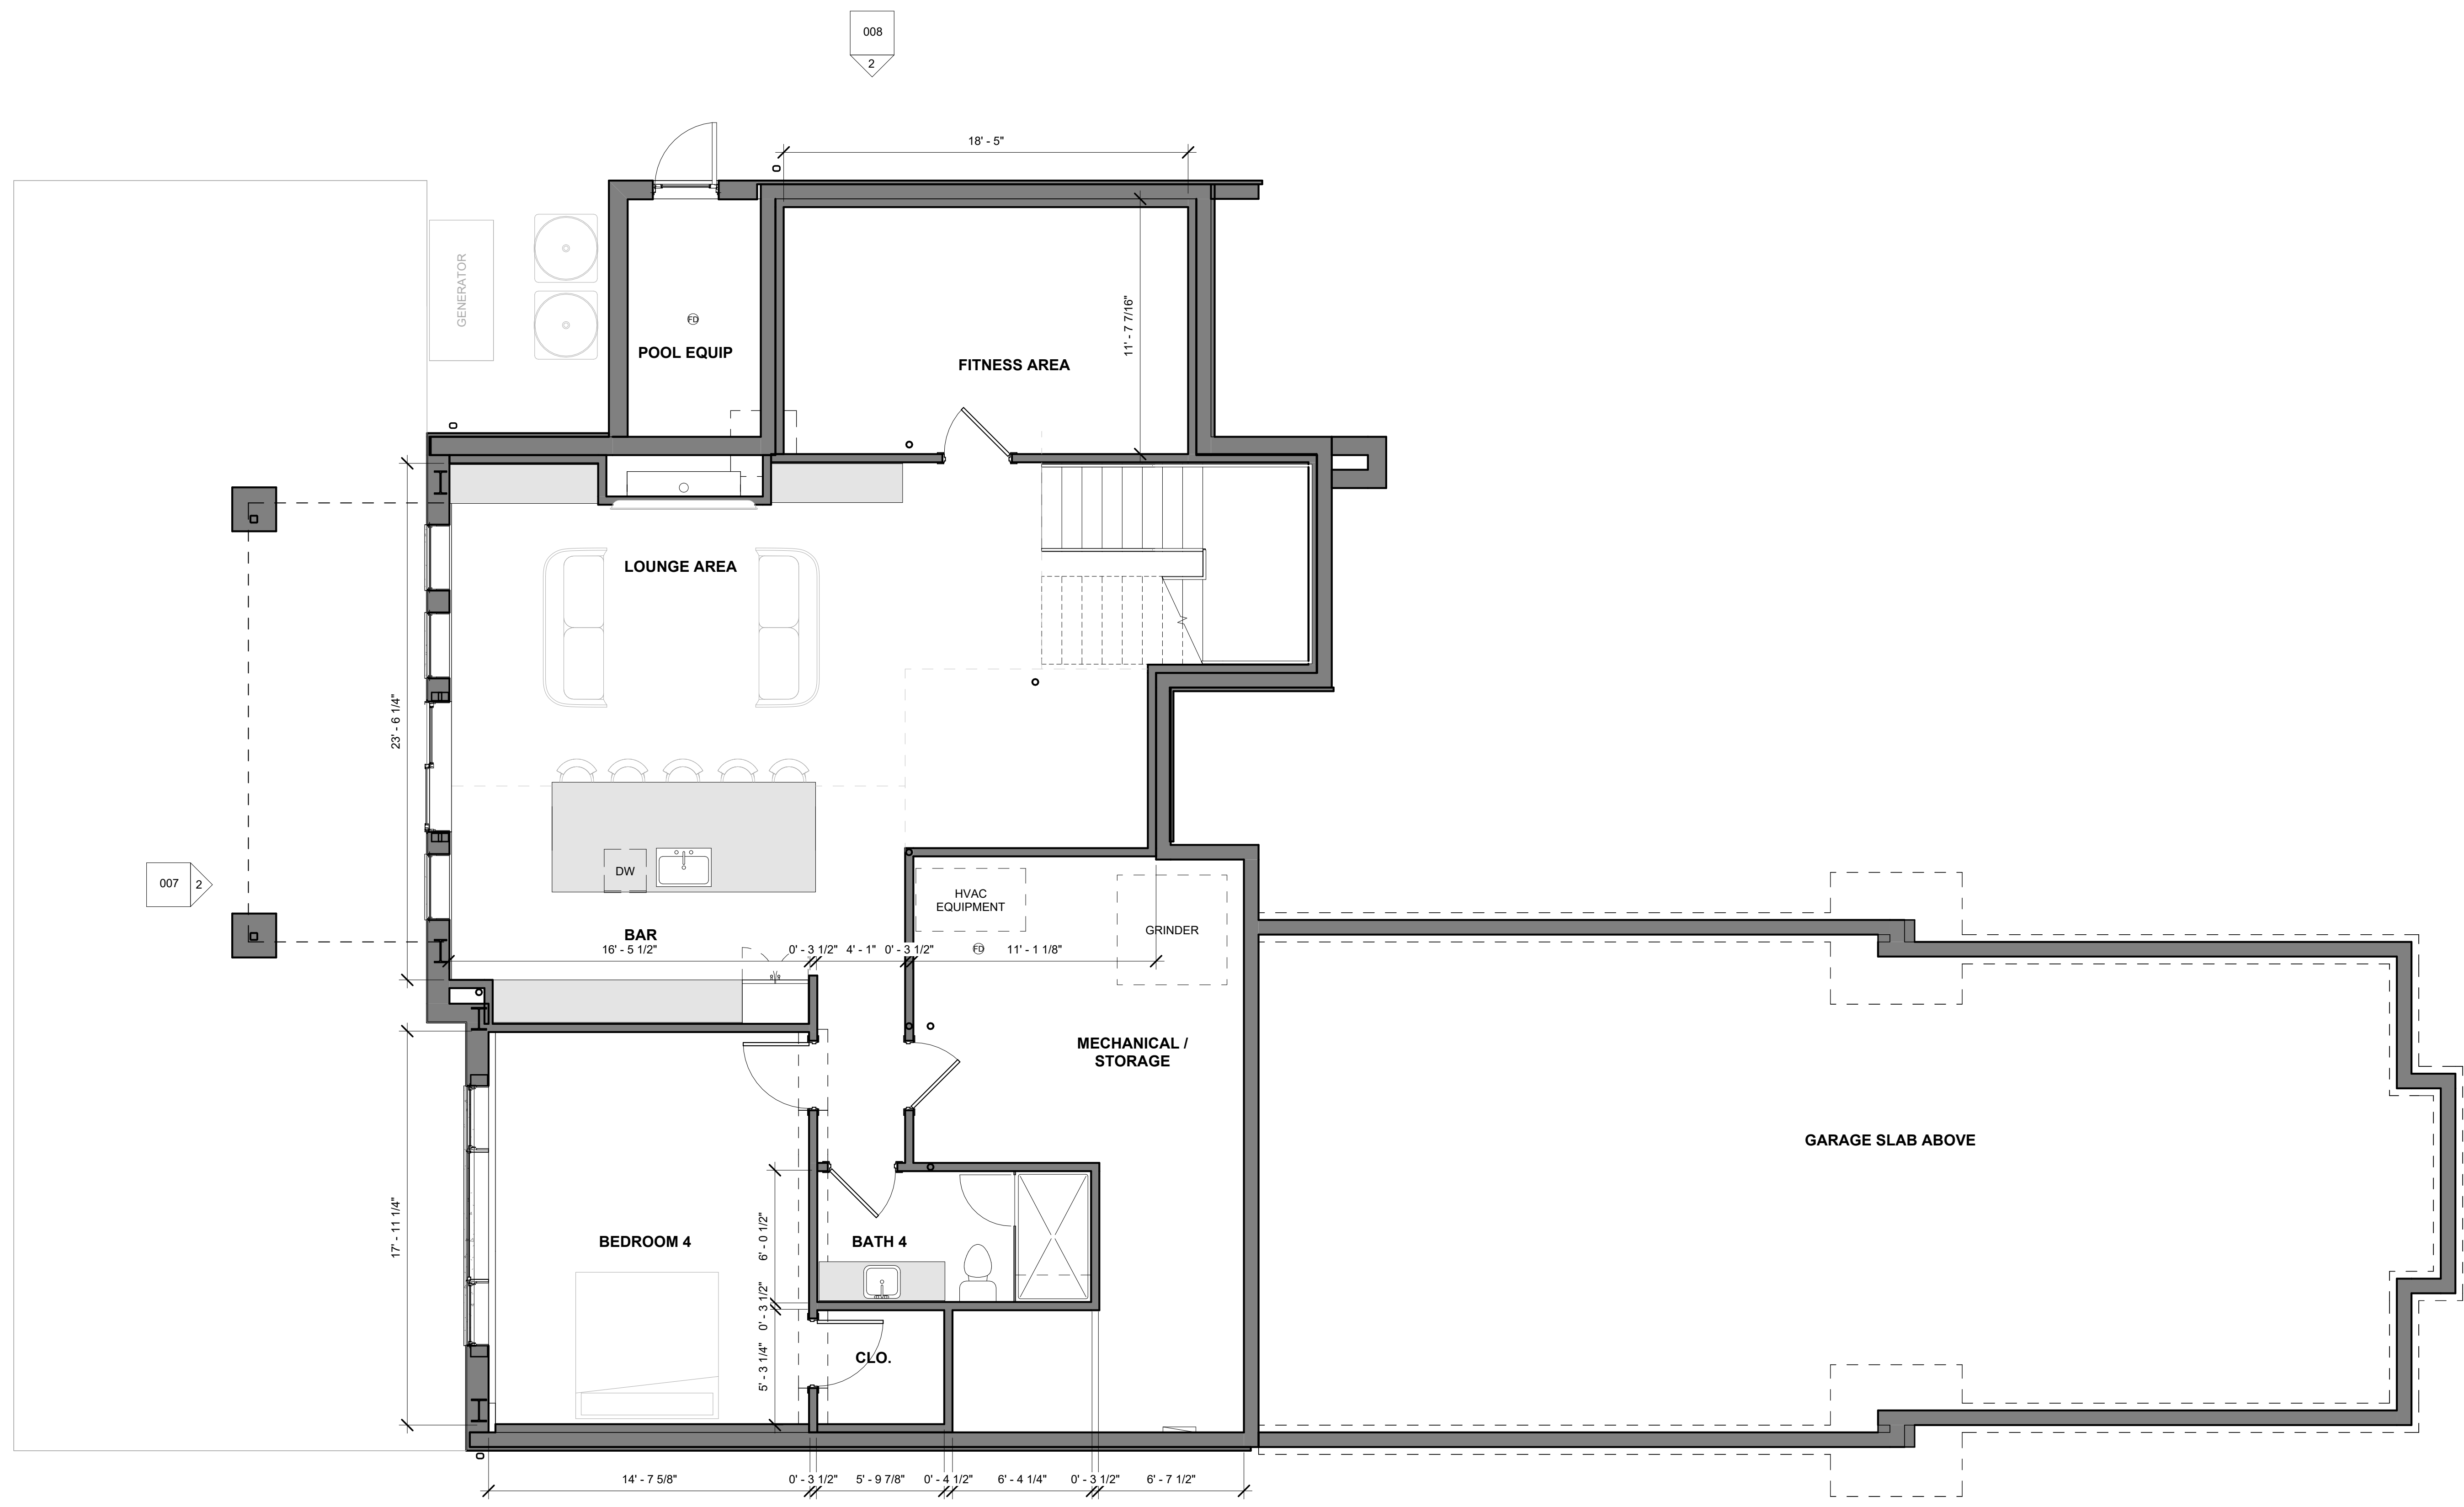 008
2
18' - 5"
GENERATOR
FD
POOL EQUIP
FITNESS AREA
11' - 7 7/16"
LOUNGE AREA
23' - 6 1/4"
007
2
DW
HVAC
EQUIPMENT
GRINDER
BAR
16' - 5 1/2"
0' - 3 1/2"
4' - 1"
0' - 3 1/2"
FD
11' - 1 1/8"
MECHANICAL /
STORAGE
GARAGE SLAB ABOVE
17' - 11 1/4"
BEDROOM 4
6' - 0 1/2"
BATH 4
0' - 3 1/2"
5' - 3 1/4"
CLO.
14' - 7 5/8"
0' - 3 1/2"
5' - 9 7/8"
0' - 4 1/2"
6' - 4 1/4"
0' - 3 1/2"
6' - 7 1/2"